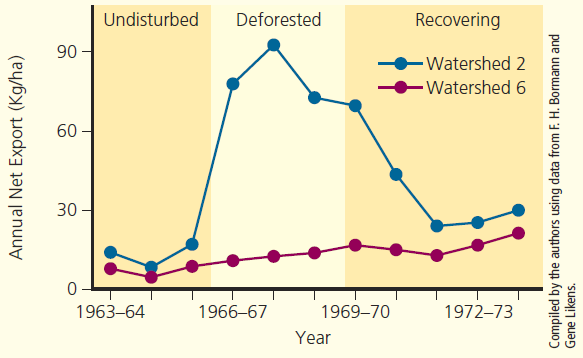 Undisturbed Deforested Recovering
Annual Net Export (Kg/ha)
90
60
30
0
Watershed 2
Watershed 6
1963–64 1966–67 1969–70 1972–73
Year
Compiled by the authors using data from F. H. Bormann and
Gene Likens.